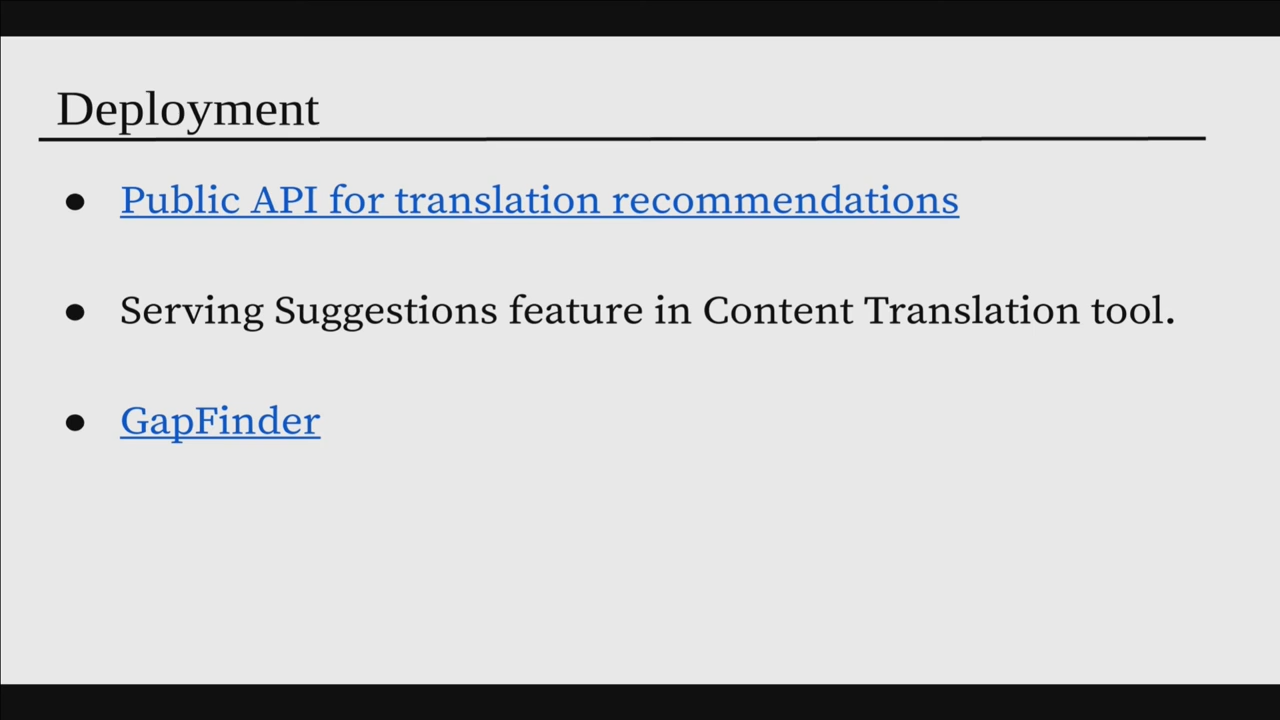 Deployment
Public API for translation recommendations
Serving Suggestions feature in Content Translation tool.
GapFinder